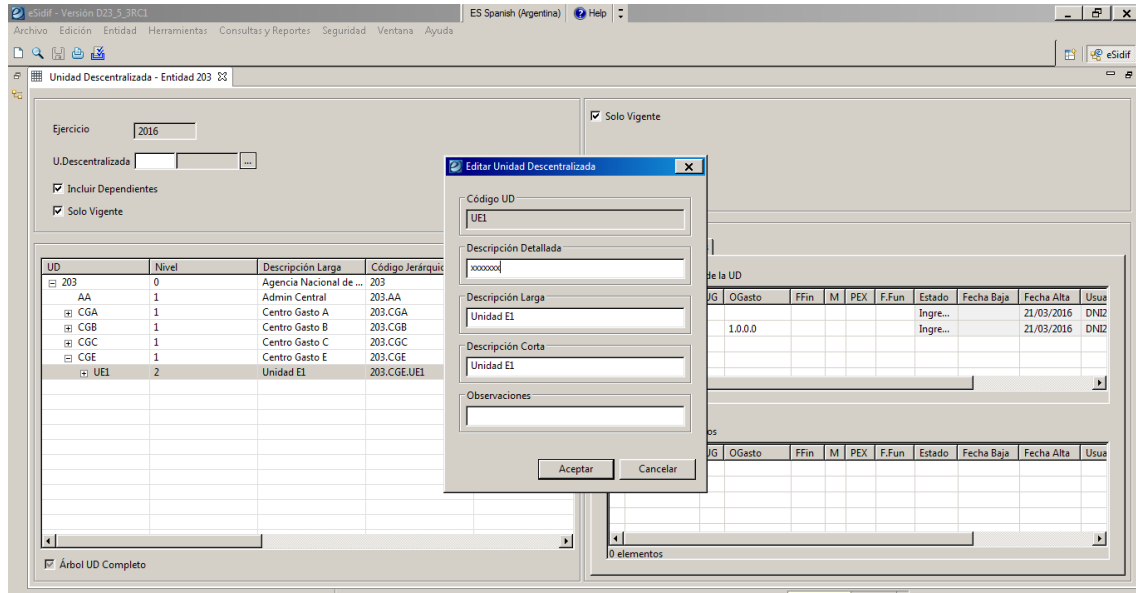 eSidif - Versión D23_5_3RC1
ES Spanish (Argentina) Help
Archivo Edición Entidad Herramientas Consultas y Reportes Seguridad Ventana Ayuda
eSidif
Unidad Descentralizada - Entidad 203
Ejercicio 2016
U.Descentralizada ...
Incluir Dependientes
Solo Vigente
Solo Vigente
UD Nivel Descripción Larga Código Jerárquic
203 0 Agencia Nacional de ... 203
AA 1 Admin Central 203.AA
CGA 1 Centro Gasto A 203.CGA
CGB 1 Centro Gasto B 203.CGB
CGC 1 Centro Gasto C 203.CGC
CGE 1 Centro Gasto E 203.CGE
UE1 2 Unidad E1 203.CGE.UE1
Árbol UD Completo
Editar Unidad Descentralizada
Código UD
UE1
Descripción Detallada
xxxxxxx
Descripción Larga
Unidad E1
Descripción Corta
Unidad E1
Observaciones
Aceptar Cancelar
de la UD
UG OGasto FFin M PEX F.Fun Estado Fecha Baja Fecha Alta Usua
Ingre... 21/03/2016 DNI2
1.0.0.0 Ingre... 21/03/2016 DNI2
os
UG OGasto FFin M PEX F.Fun Estado Fecha Baja Fecha Alta Usua
0 elementos